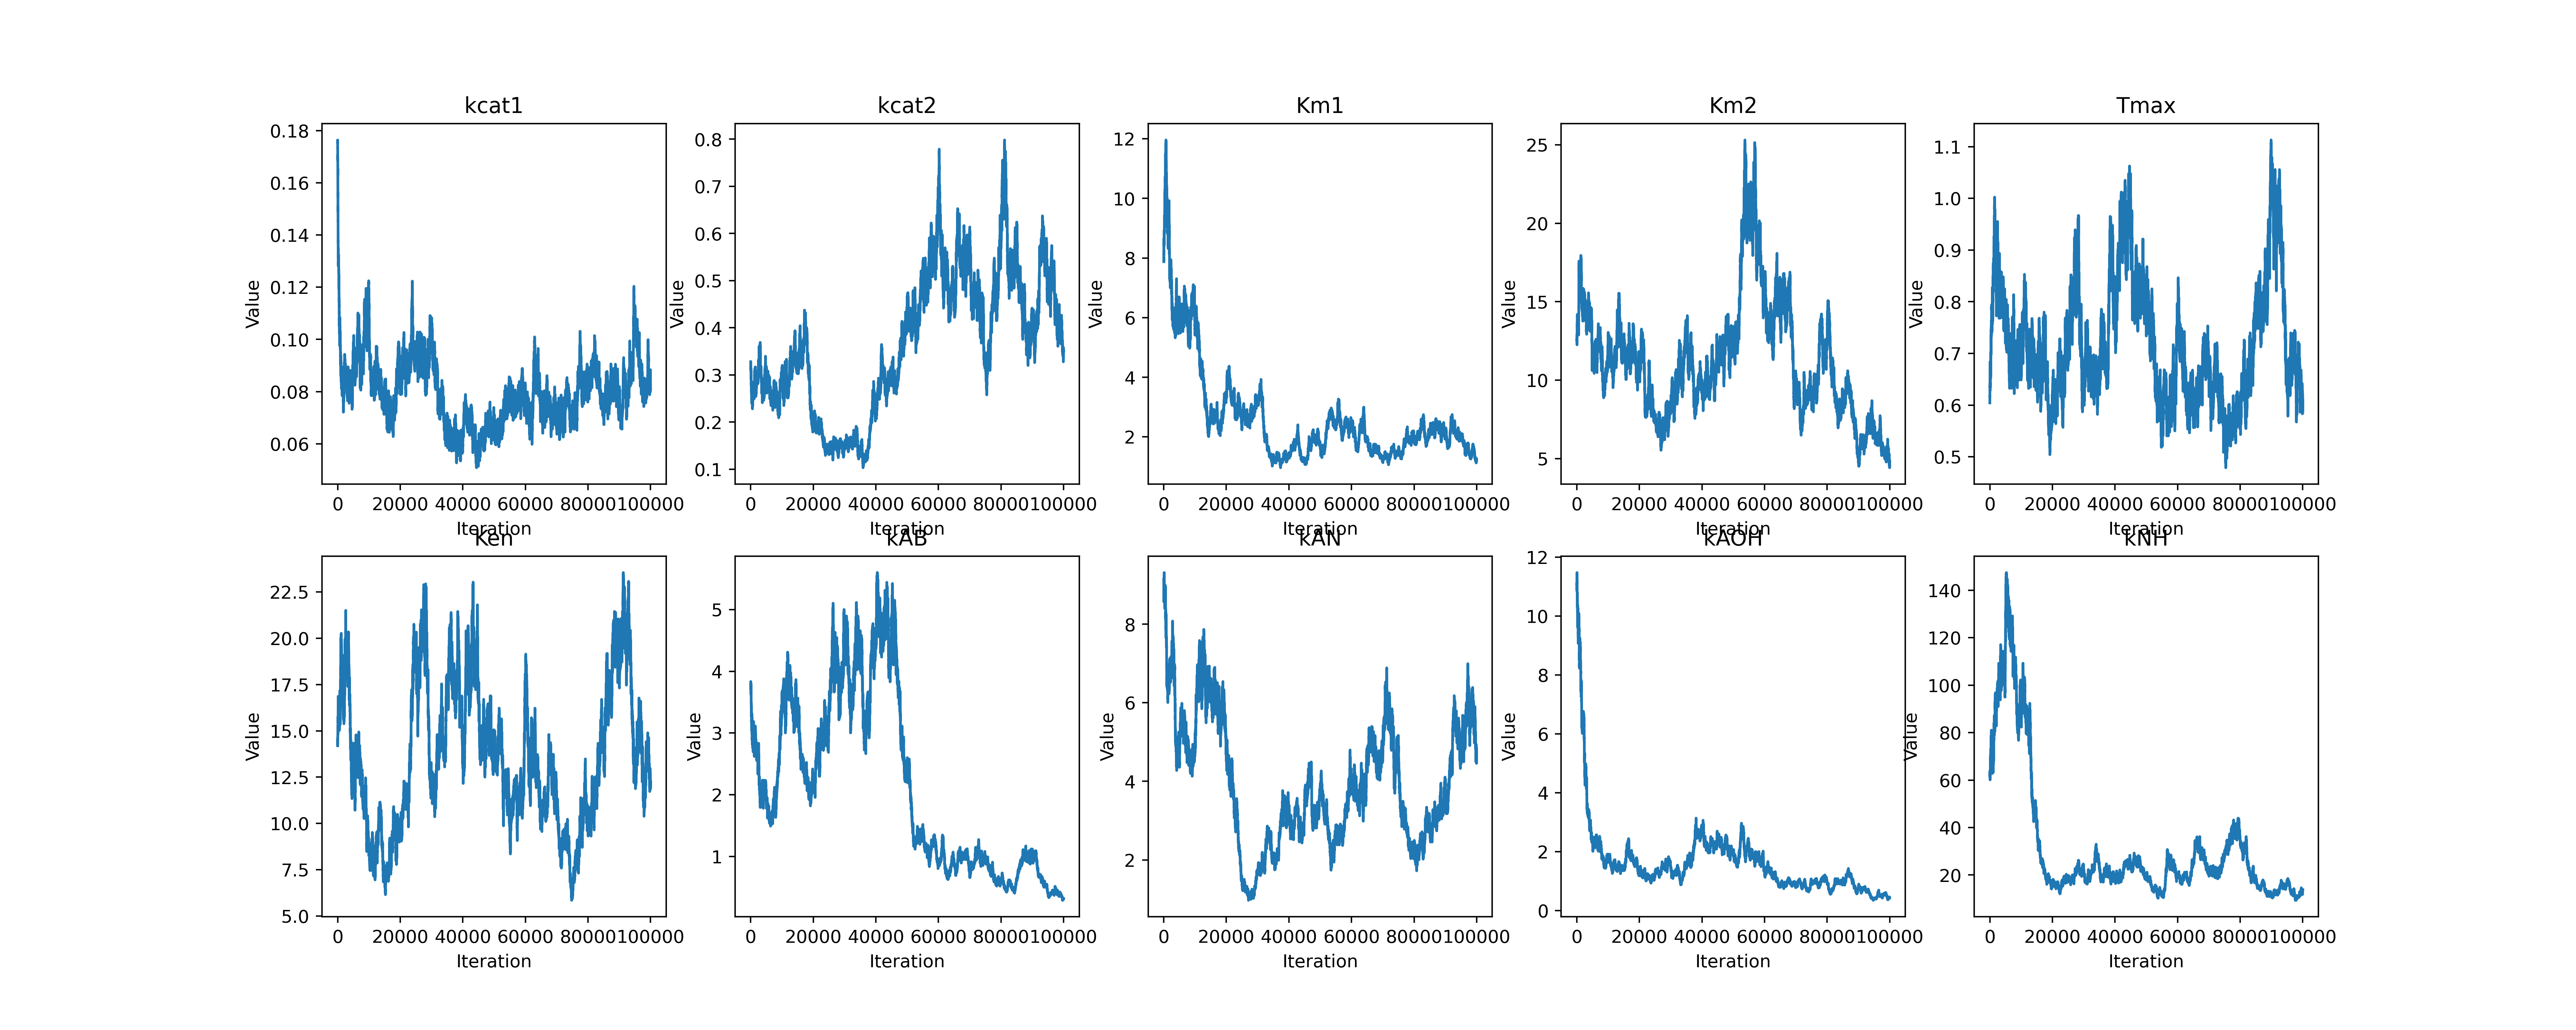 kcat1 kcat2 Km1 Km2 Tmax
0.18 0.8 12 25 1.1
0.16 0.7 10 20 1.0
0.14 0.6 8 15 0.9
0.12 0.5 6 10 0.8
0.10 0.4 4 5 0.7
0.08 0.3 2 0.6
0.06 0.2 0.5
0.1
Value Value Value Value Value
0 20000 40000 60000 80000100000 0 20000 40000 60000 80000100000 0 20000 40000 60000 80000100000 0 20000 40000 60000 80000100000 0 20000 40000 60000 80000100000
Iteration Iteration Iteration Iteration Iteration
Ken kAB kAN kAOH kNH
22.5 5 8 12 140
20.0 4 6 10 120
17.5 3 4 8 100
15.0 2 2 6 80
12.5 1 4 60
10.0 2 40
7.5 0 20
5.0
Value Value Value Value Value
0 20000 40000 60000 80000100000 0 20000 40000 60000 80000100000 0 20000 40000 60000 80000100000 0 20000 40000 60000 80000100000 0 20000 40000 60000 80000100000
Iteration Iteration Iteration Iteration Iteration